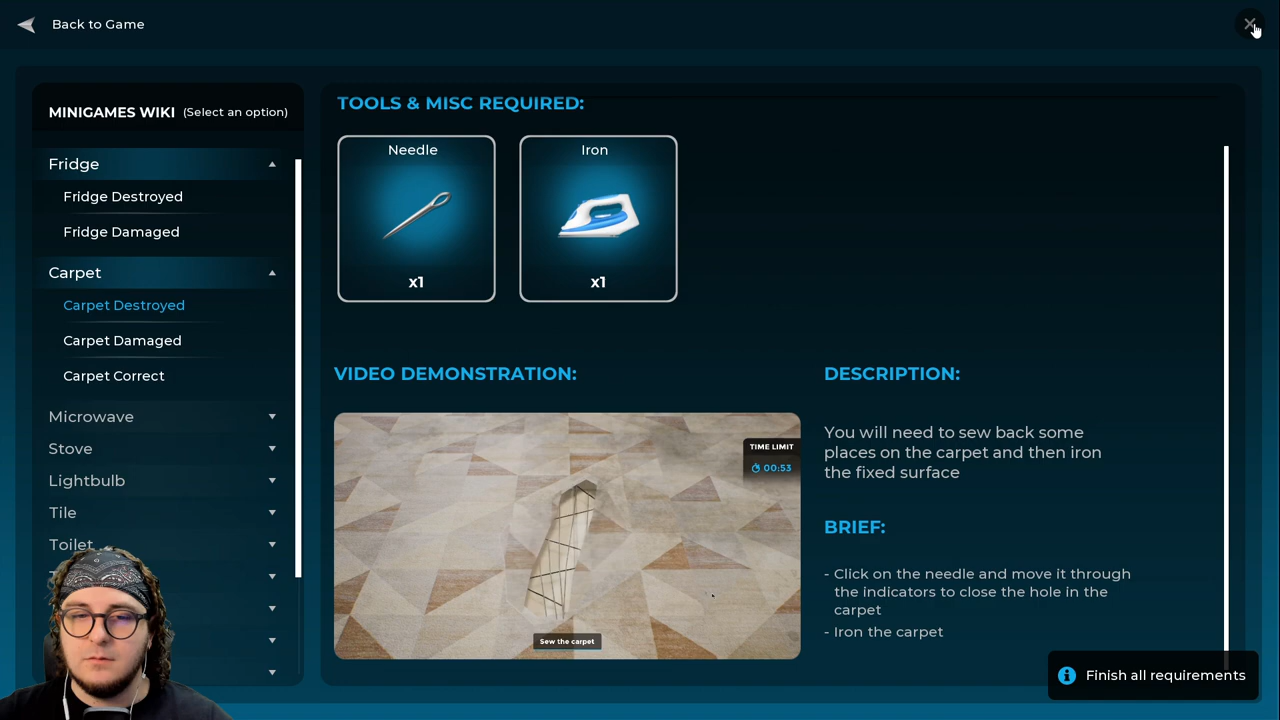 Back to Game
MINIGAMES WIKI (Select an option)
Fridge
Fridge Destroyed
Fridge Damaged
Carpet
Carpet Destroyed
Carpet Damaged
Carpet Correct
Microwave
Stove
Lightbulb
Tile
Toilet
TOOLS & MISC REQUIRED:
Needle
x1
Iron
x1
VIDEO DEMONSTRATION:
TIME LIMIT
00:53
Sew the carpet
DESCRIPTION:
You will need to sew back some
places on the carpet and then iron
the fixed surface
BRIEF:
- Click on the needle and move it through
the indicators to close the hole in the
carpet
- Iron the carpet
Finish all requirements